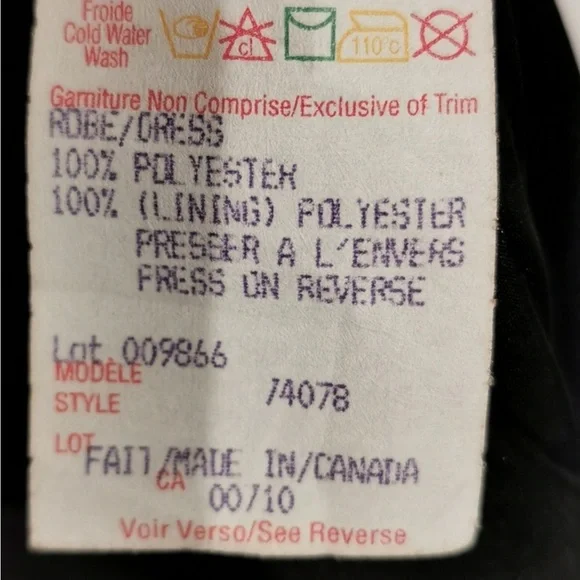 Froide
Cold Water
Wash
cl
110 c
Garniture Non Comprise/Exclusive of Trim
ROBE/DRESS
100% POLYESTER
100% (LINING) POLYESTER
PRESSER A L'ENVERS
PRESS ON REVERSE
Lot 009866
MODÈLE
STYLE 74078
LOT
FAIT/MADE IN/CANADA
CA
00/10
Voir Verso/See Reverse